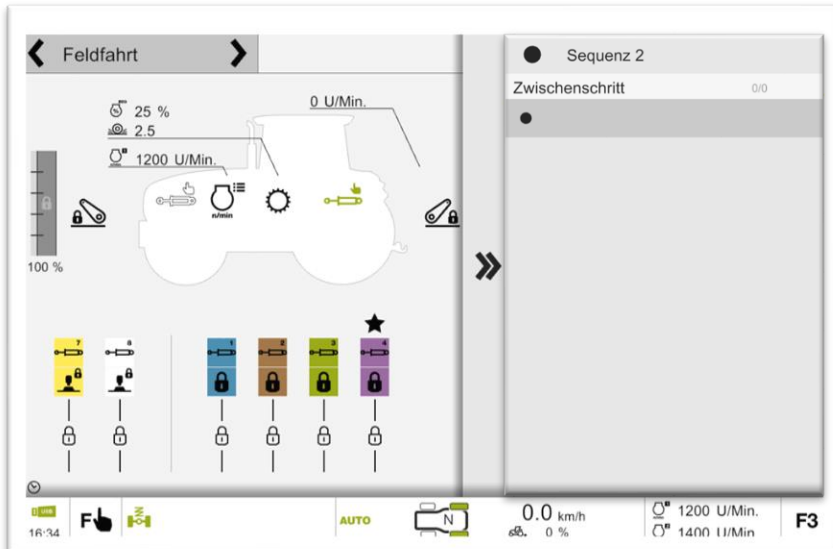 Feldfahrt
25 %
2.5
1200 U/Min.
0 U/Min.
n/min
100 %
7
8
1
2
3
4
Sequenz 2
Zwischenschritt 0/0
USB
16:34
F
AUTO
N
0.0 km/h
0 %
1200 U/Min.
1400 U/Min
F3